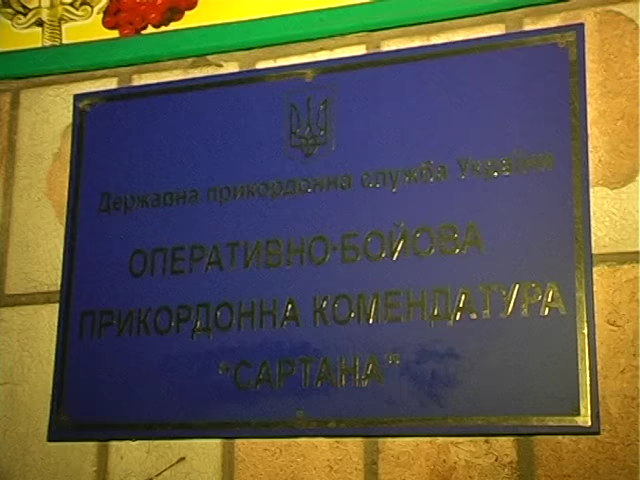 Державна прикордонна служба України
ОПЕРАТИВНО-БОЙОВА
ПРИКОРДОННА КОМЕНДАТУРА
"САРТАНА"